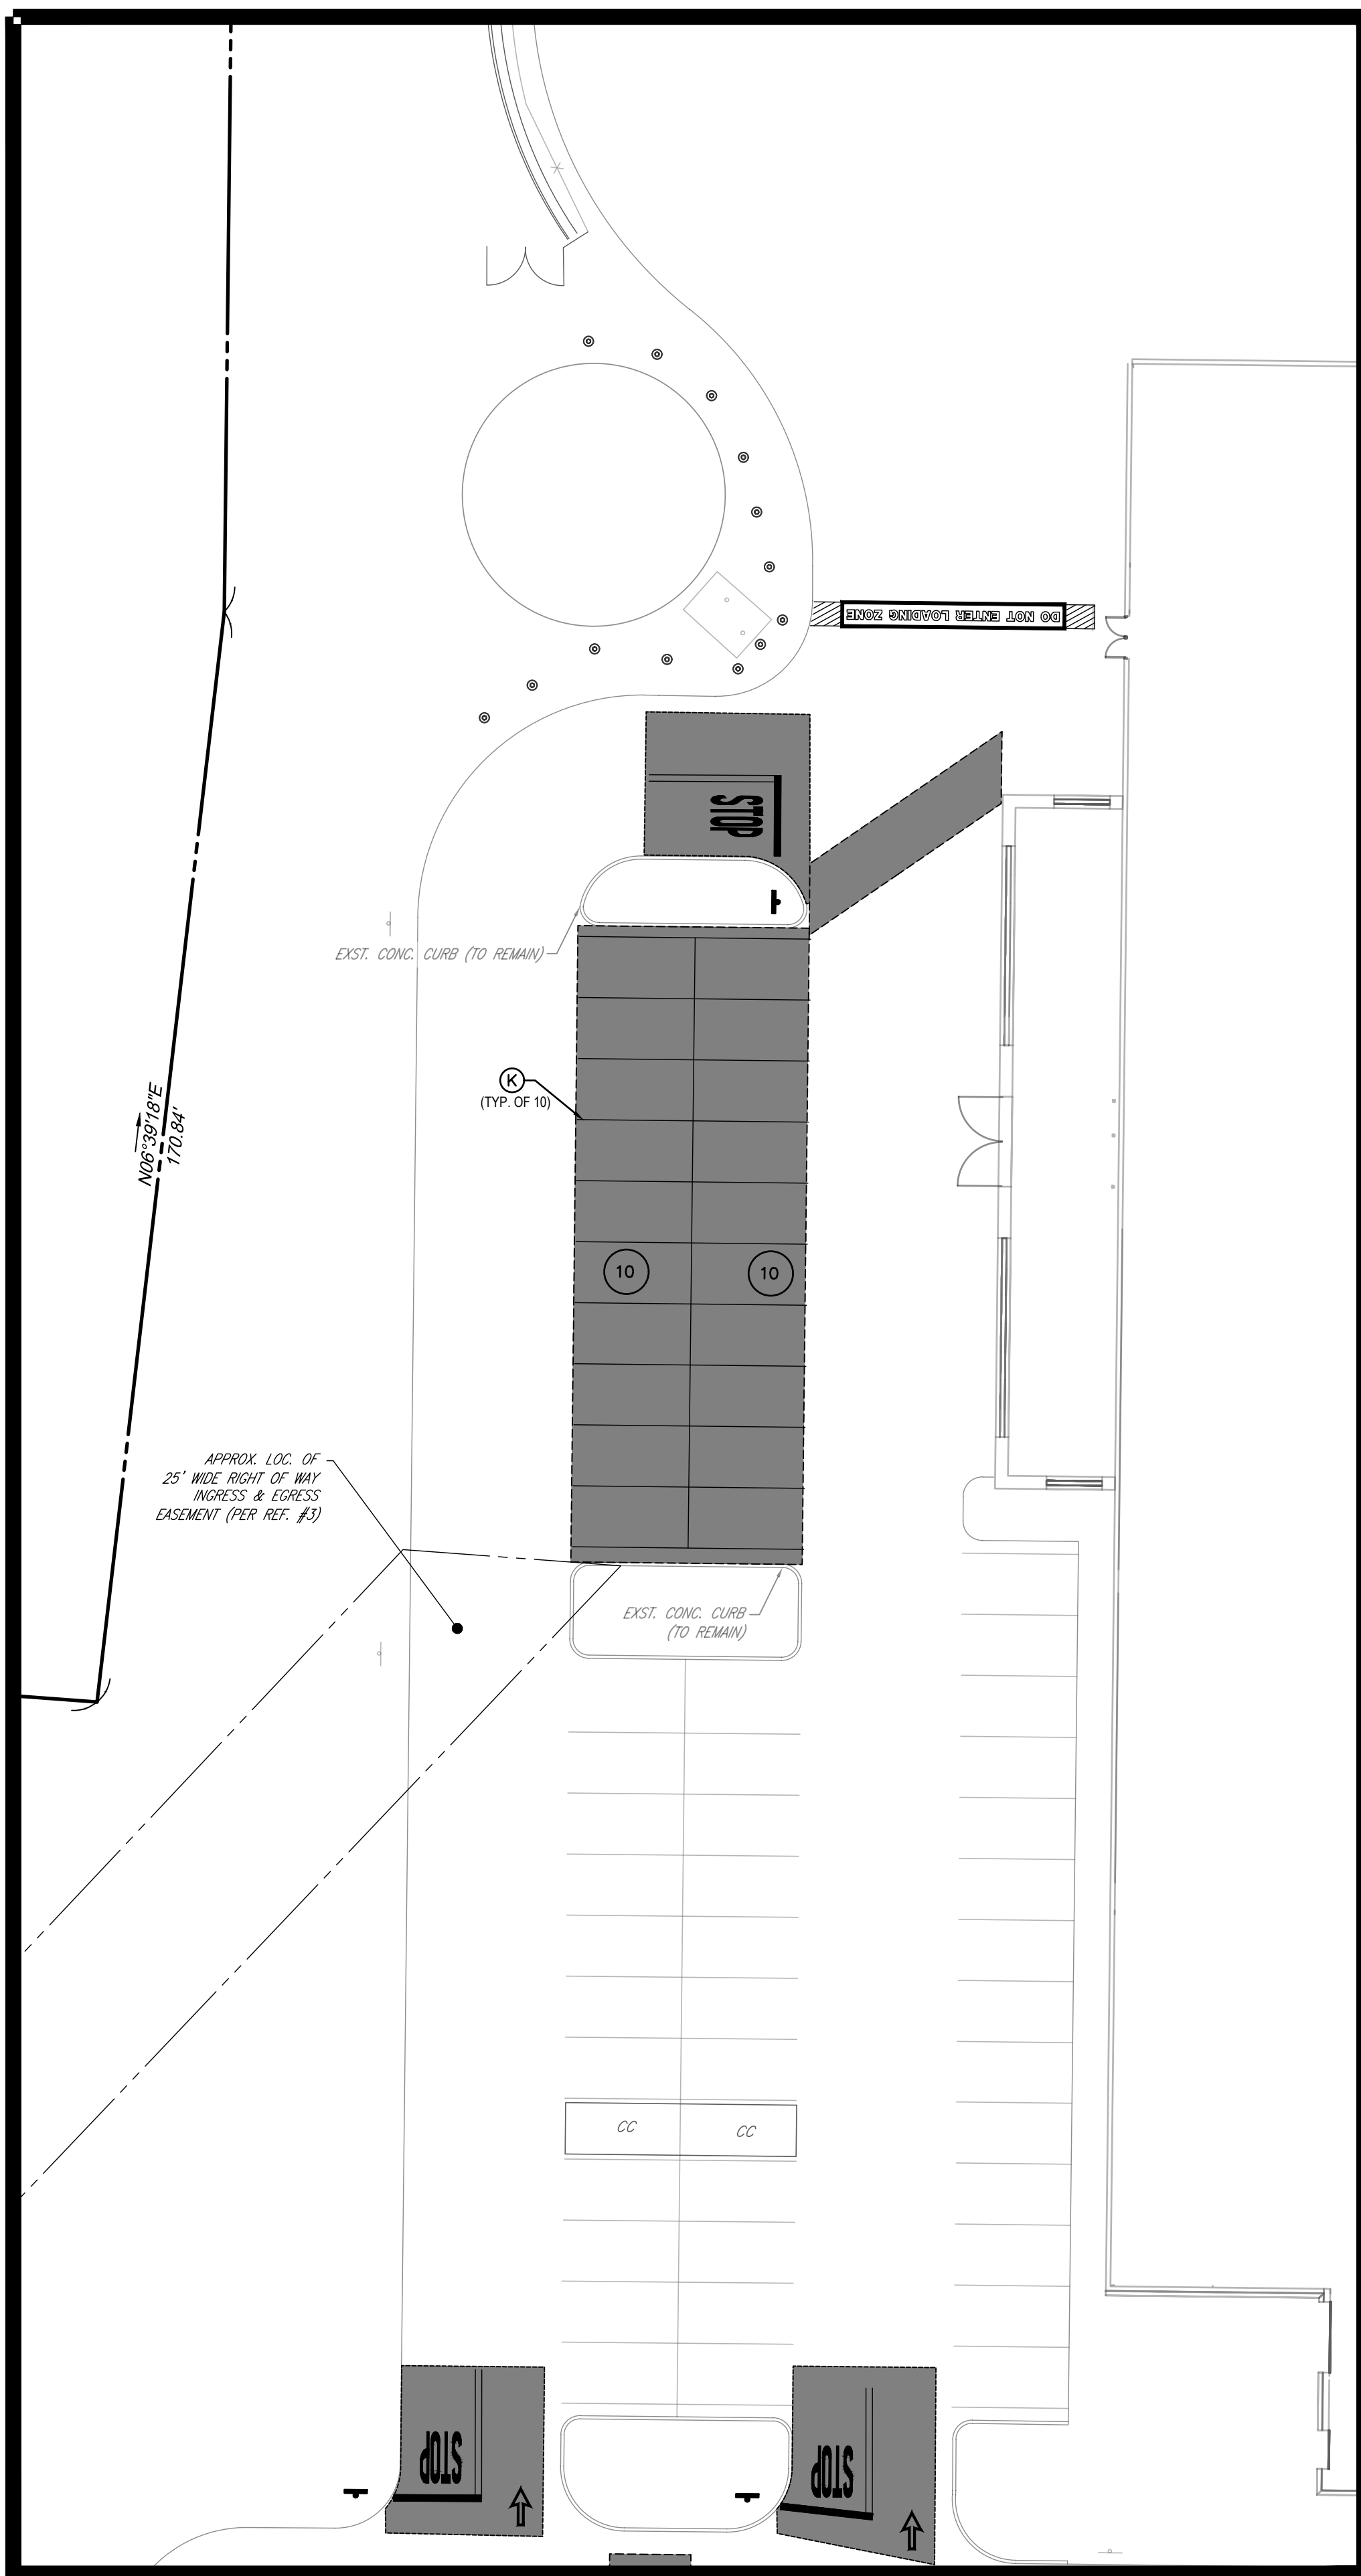 DO NOT ENTER LOADING ZONE
STOP
EXST. CONC. CURB (TO REMAIN)
K
(TYP. OF 10)
N06°39'18"E
170.84'
10
10
APPROX. LOC. OF
25' WIDE RIGHT OF WAY
INGRESS & EGRESS
EASEMENT (PER REF. #3)
EXST. CONC. CURB
(TO REMAIN)
CC
CC
STOP
STOP